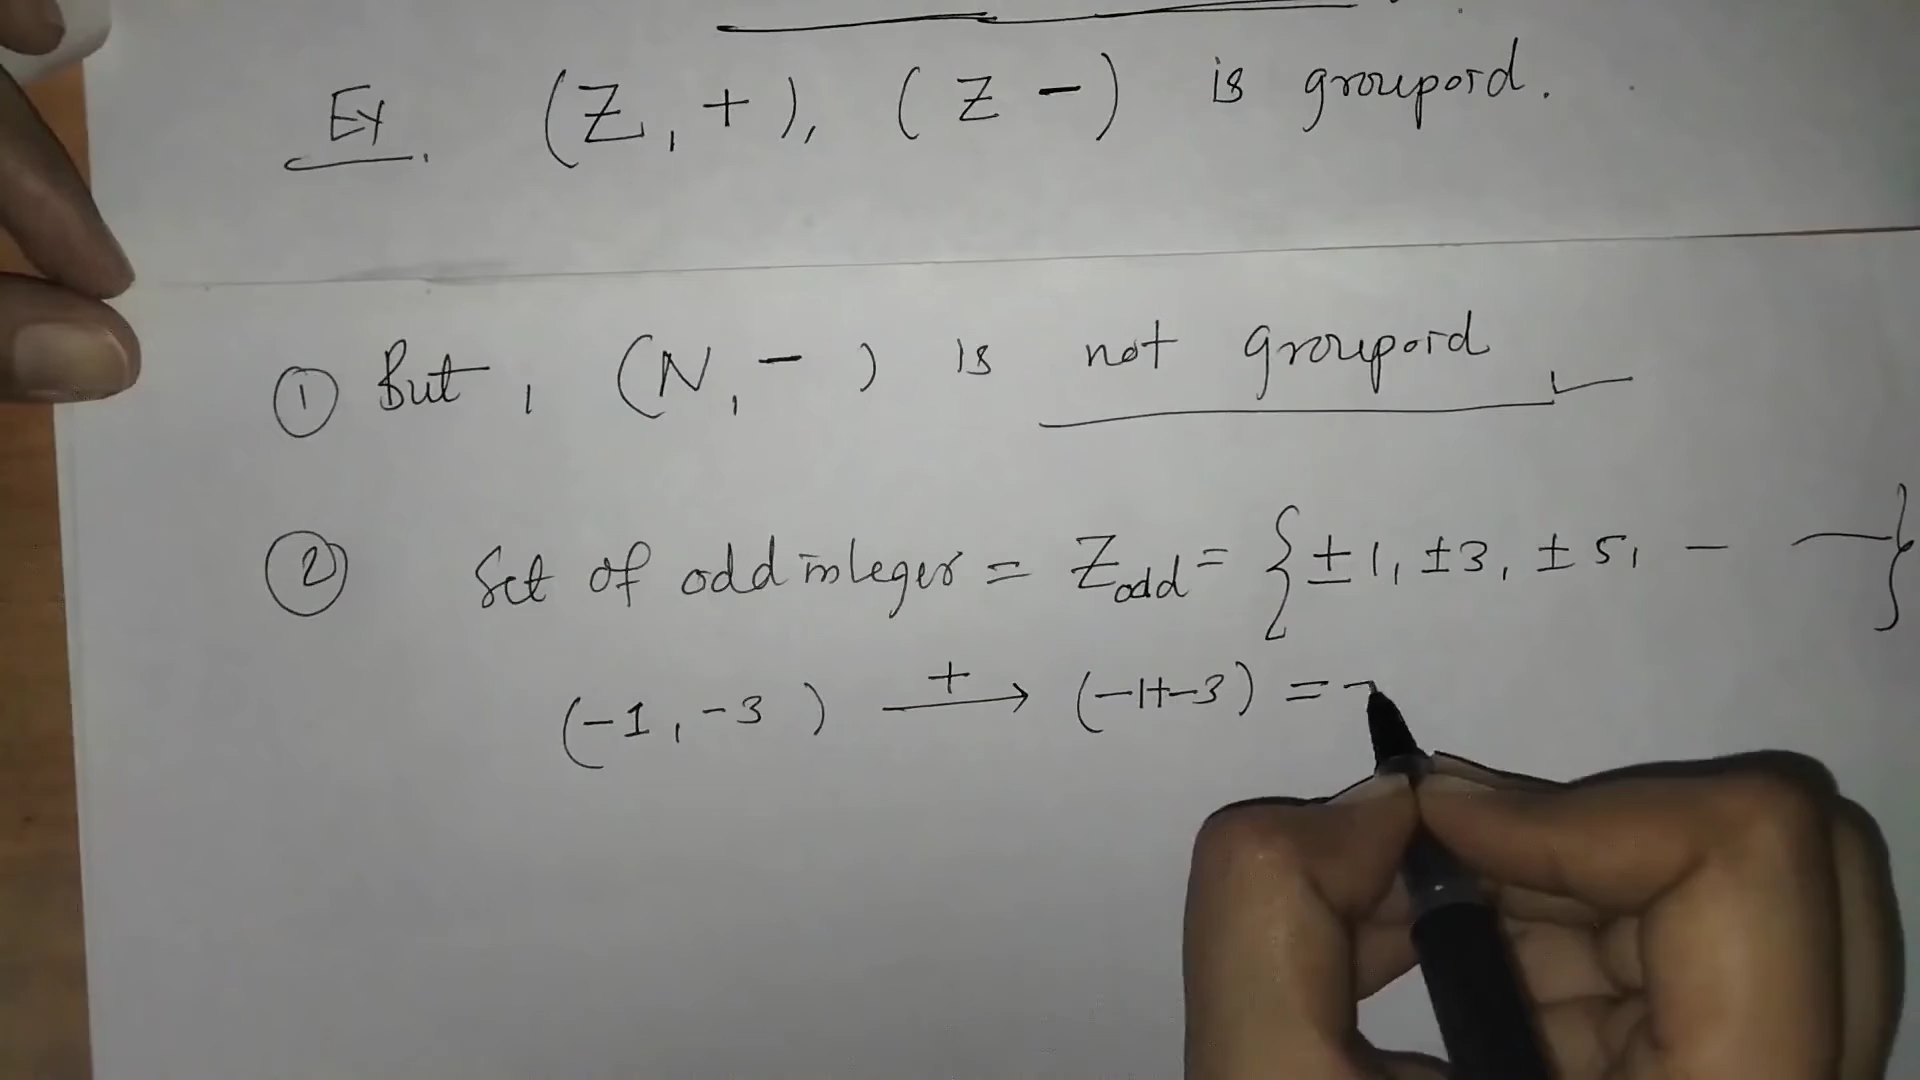 Ex. (Z, +), (Z -) is groupoid.
① But, (N, -) is not groupoid
② Set of odd integer = Z odd = {±1, ±3, ±5, - —}
(-1, -3) + → (-1+-3) = -